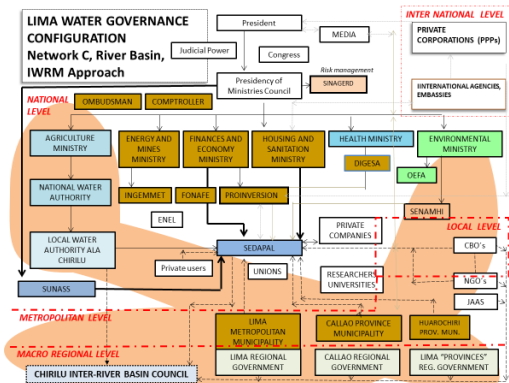 LIMA WATER GOVERNANCE
CONFIGURATION
Network C, River Basin,
IWRM Approach
President
MEDIA
Judicial Power
Congress
Presidency of
Ministries Council
Risk management
SINAGERD
INTER NATIONAL LEVEL
PRIVATE
CORPORATIONS (PPPs)
IINTERNATIONAL AGENCIES,
EMBASSIES
NATIONAL
LEVEL
OMBUDSMAN
COMPTROLLER
AGRICULTURE
MINISTRY
ENERGY AND
MINES
MINISTRY
FINANCES AND
ECONOMY
MINISTRY
HOUSING AND
SANITATION
MINISTRY
HEALTH MINISTRY
ENVIRONMENTAL
MINISTRY
DIGESA
OEFA
NATIONAL WATER
AUTHORITY
INGEMMET
FONAFE
PROINVERSION
SENAMHI
ENEL
PRIVATE
COMPANIES
LOCAL LEVEL
LOCAL WATER
AUTHORITY ALA
CHIRILU
SEDAPAL
CBO´s
Private users
UNIONS
RESEARCHERS
UNIVERSITIES
NGO´s
SUNASS
JAAS
METROPOLITAN LEVEL
LIMA
METROPOLITAN
MUNICIPALITY
CALLAO PROVINCE
MUNICIPALITY
HUAROCHIRI
PROV. MUN.
MACRO REGIONAL LEVEL
LIMA REGIONAL
GOVERNMENT
CALLAO REGIONAL
GOVERNMENT
LIMA “PROVINCES”
REG. GOVERNMENT
CHIRILU INTER-RIVER BASIN COUNCIL